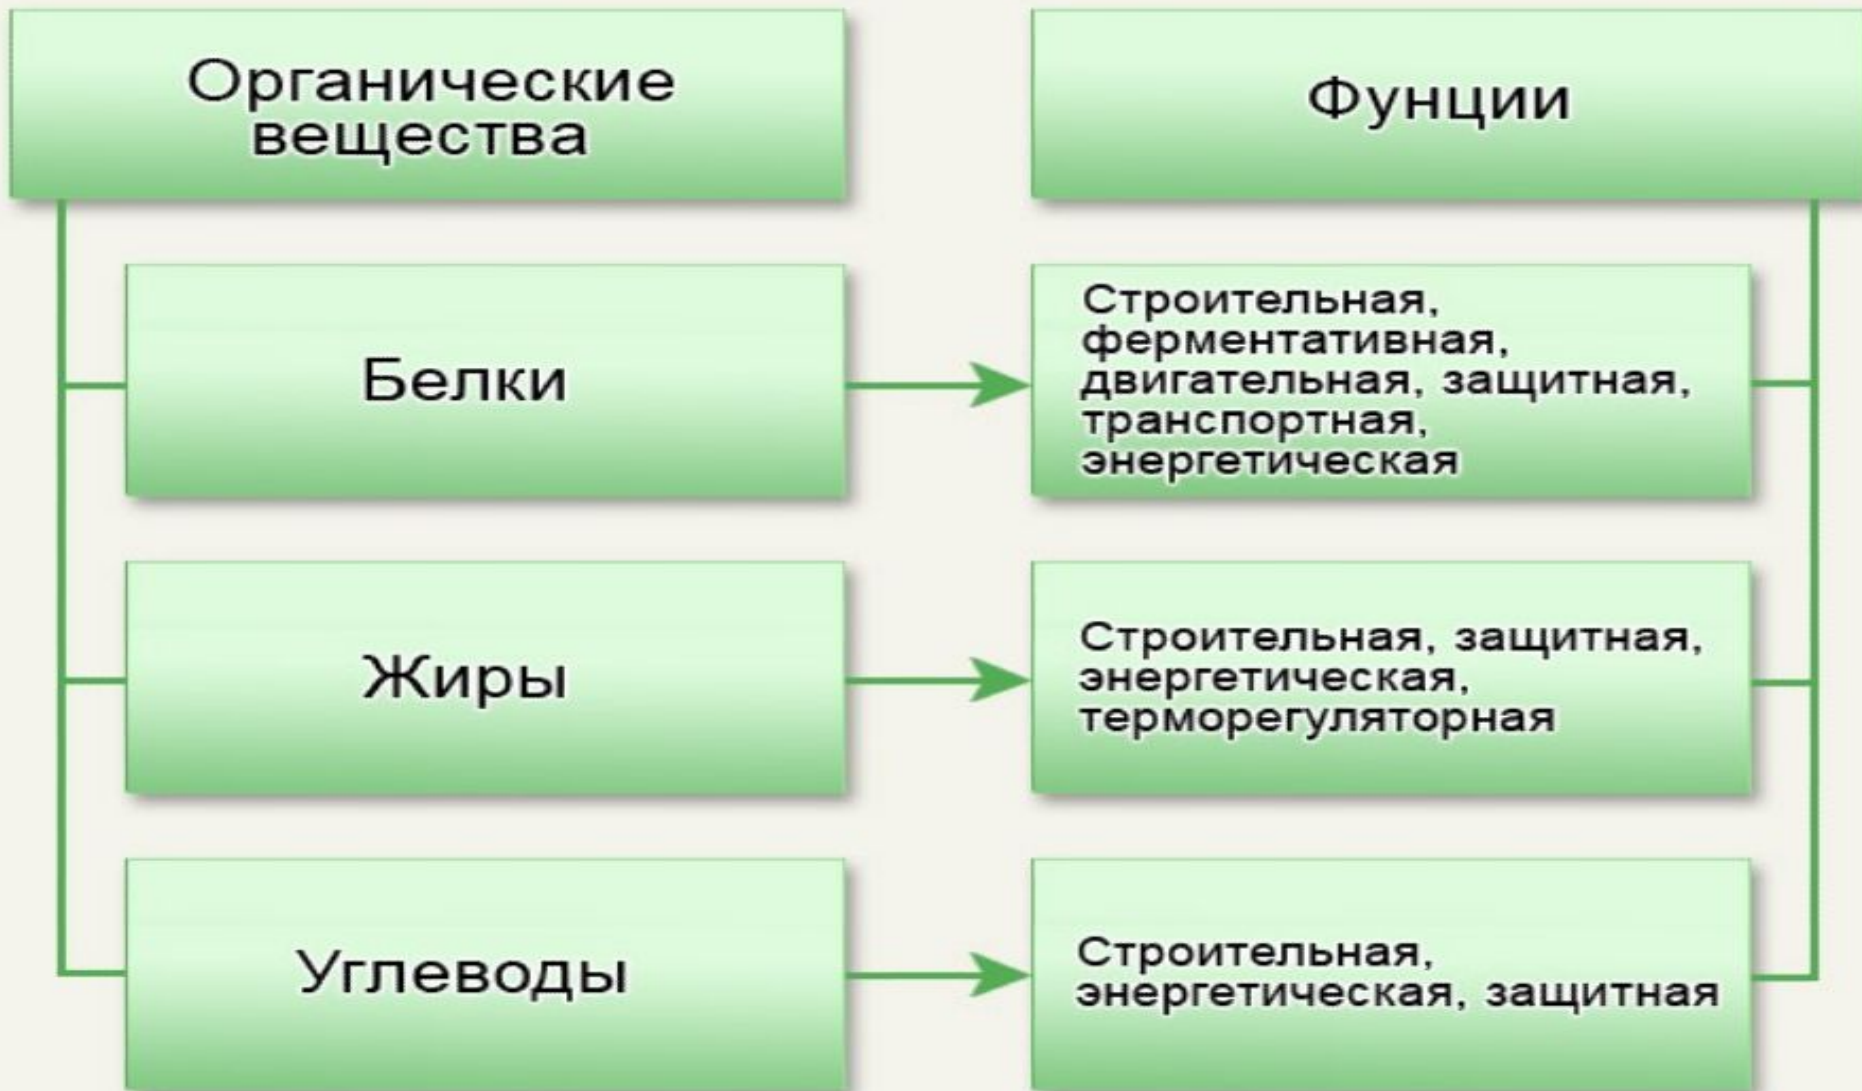 Органические
вещества
Фунции
Белки
Строительная,
ферментативная,
двигательная, защитная,
транспортная,
энергетическая
Жиры
Строительная, защитная,
энергетическая,
терморегуляторная
Углеводы
Строительная,
энергетическая, защитная